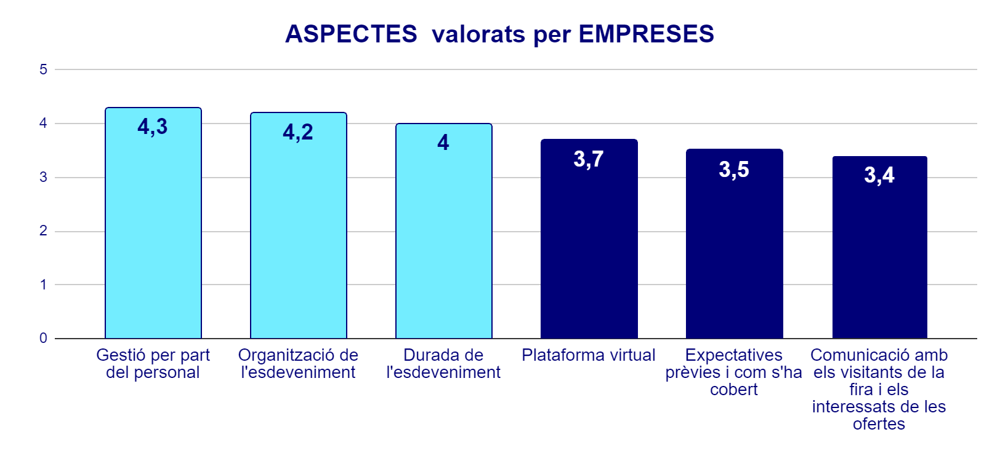 ASPECTES  valorats per EMPRESES
5
4
3
2
1
0
4,3
4,2
4
3,7
3,5
3,4
Gestió per part
del personal
Organització de
l'esdeveniment
Durada de
l'esdeveniment
Plataforma virtual
Expectatives
prèvies i com s'ha
cobert
Comunicació amb
els visitants de la
fira i els
interessats de les
ofertes